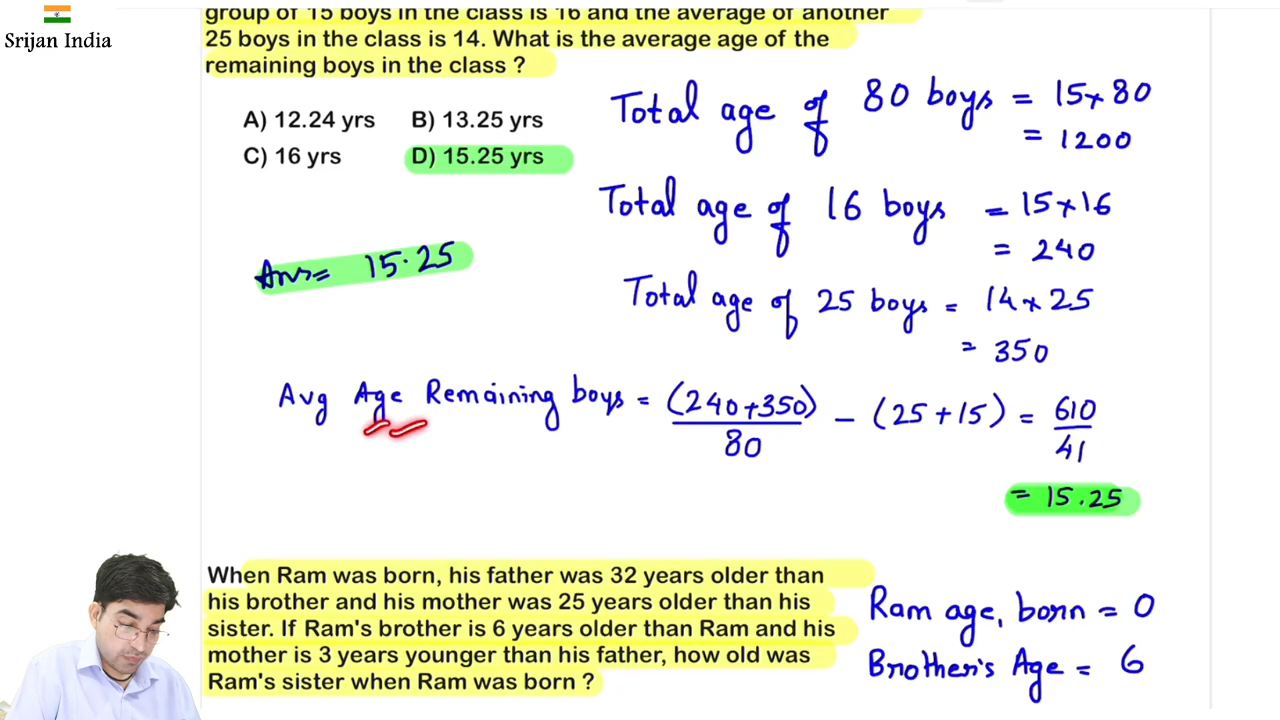 group of 15 boys in the class is 16 and the average of another
25 boys in the class is 14. What is the average age of the
remaining boys in the class ?
Srijan India
A) 12.24 yrs B) 13.25 yrs
C) 16 yrs D) 15.25 yrs
Total age of 80 boys = 15x80
= 1200
Total age of 16 boys = 15x16
= 240
Ans = 15.25
Total age of 25 boys = 14x25
= 350
Avg Age Remaining boys = (240+350)/80 - (25+15) = 610/41
= 15.25
When Ram was born, his father was 32 years older than
his brother and his mother was 25 years older than his
sister. If Ram's brother is 6 years older than Ram and his
mother is 3 years younger than his father, how old was
Ram's sister when Ram was born ?
Ram age, born = 0
Brother's Age = 6